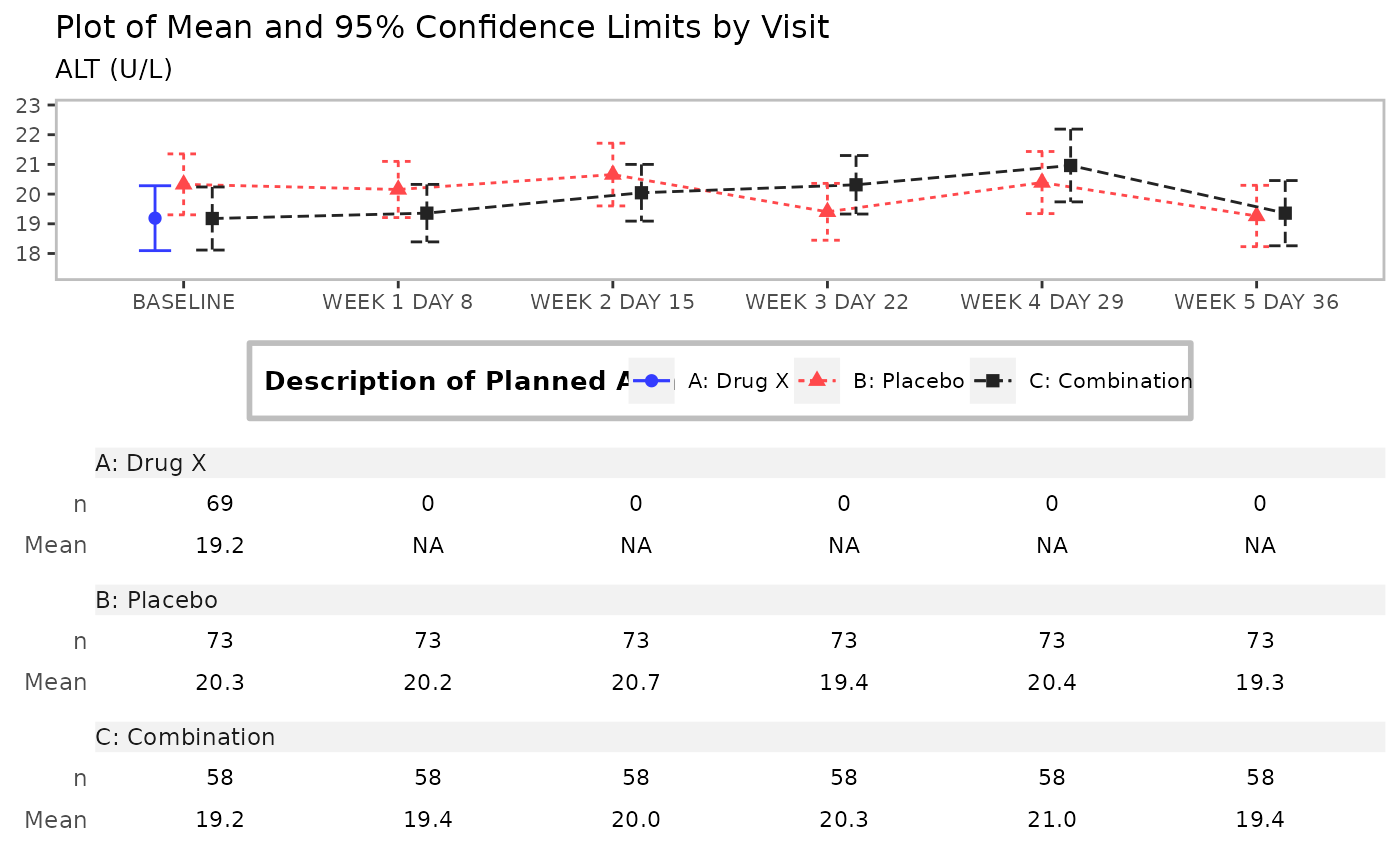 Plot of Mean and 95% Confidence Limits by Visit
ALT (U/L)
23
22
21
20
19
18
BASELINE WEEK 1 DAY 8 WEEK 2 DAY 15 WEEK 3 DAY 22 WEEK 4 DAY 29 WEEK 5 DAY 36
Description of Planned A: Drug X B: Placebo C: Combination
A: Drug X
n 69 0 0 0 0 0
Mean 19.2 NA NA NA NA NA
B: Placebo
n 73 73 73 73 73 73
Mean 20.3 20.2 20.7 19.4 20.4 19.3
C: Combination
n 58 58 58 58 58 58
Mean 19.2 19.4 20.0 20.3 21.0 19.4